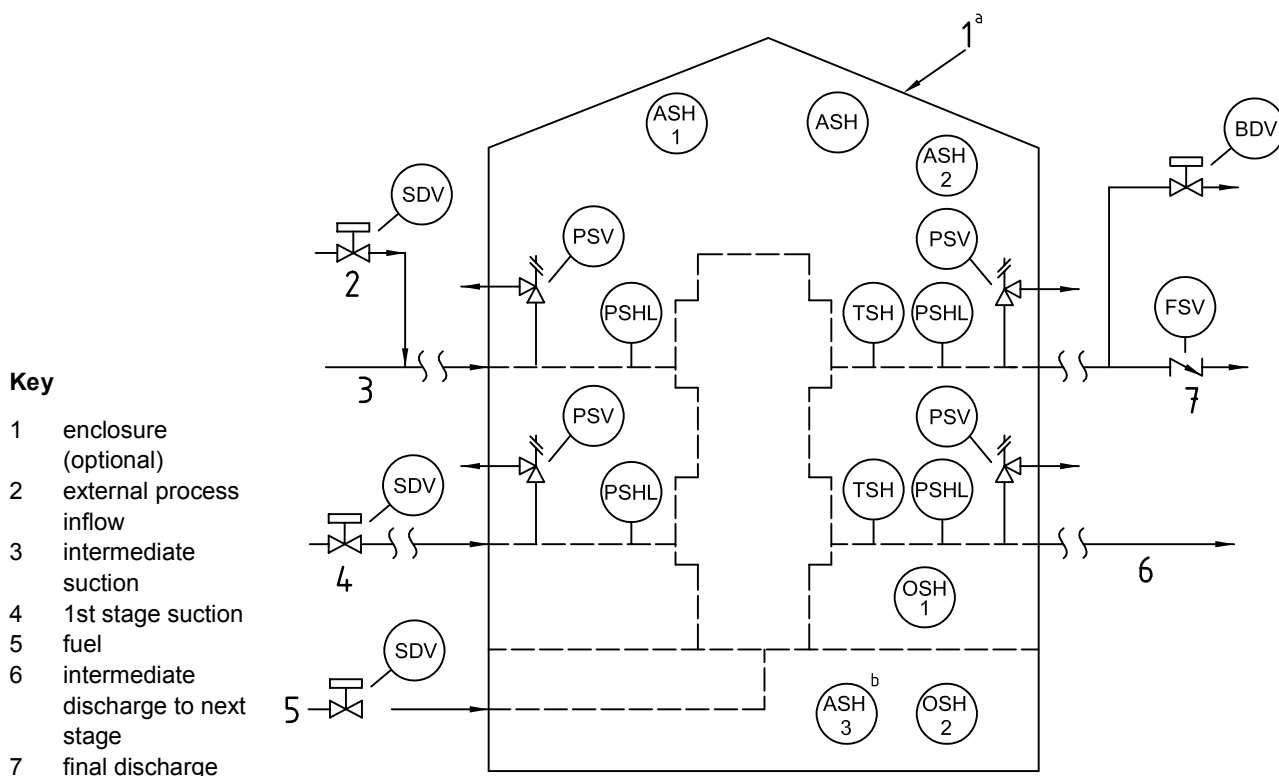 1 a
ASH
1
ASH
ASH
2
BDV
SDV
PSV
PSV
2
PSHL
TSH
PSHL
FSV
3
7
PSV
PSV
SDV
PSHL
TSH
PSHL
4
6
OSH
1
SDV
5
ASH
3
b
OSH
2
Key
1 enclosure
(optional)
2 external process
inflow
3 intermediate
suction
4 1st stage suction
5 fuel
6 intermediate
discharge to next
stage
7 final discharge